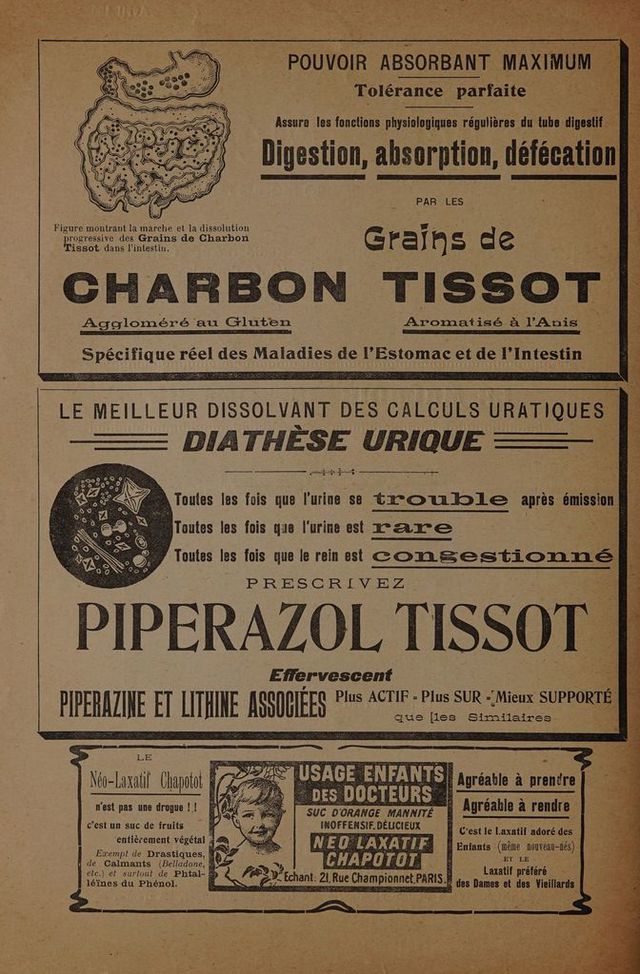 POUVOIR ABSORBANT MAXIMUM
Tolérance parfaite
Assure les fonctions physiologiques régulières du tube digestif
Digestion, absorption, défécation
PAR LES
Figure montrant la marche et la dissolution
progressive des Grains de Charbon
Tissot dans l'intestin.
Grains de
CHARBON TISSOT
Aggloméré au Gluten
Aromatisé à l'Anis
Spécifique réel des Maladies de l'Estomac et de l'Intestin
LE MEILLEUR DISSOLVANT DES CALCULS URATIQUES
DIATHÈSE URIQUE
Toutes les fois que l'urine se trouble après émission
Toutes les fois que l'urine est rare
Toutes les fois que le rein est congestionné
PRESCRIVEZ
PIPERAZOL TISSOT
Effervescent
PIPERAZINE ET LITHINE ASSOCIÉES
Plus ACTIF - Plus SUR - Mieux SUPPORTÉ
que [les Similaires
LE
Néo-Laxatif Chapotot
n'est pas une drogue !!
c'est un suc de fruits
entièrement végétal
Exempt de Drastiques,
de Calmants (Belladone,
etc.) et surtout de Phtal-
léïnes du Phénol.
USAGE ENFANTS
DES DOCTEURS
SUC D'ORANGE MANNITÉ
INOFFENSIF, DÉLICIEUX
NEO LAXATIF
CHAPOTOT
Echant: 21, Rue Championnet, PARIS.
Agréable à prendre
Agréable à rendre
C'est le Laxatif adoré des
Enfants (même nouveau-nés)
ET LE
Laxatif préféré
des Dames et des Vieillards